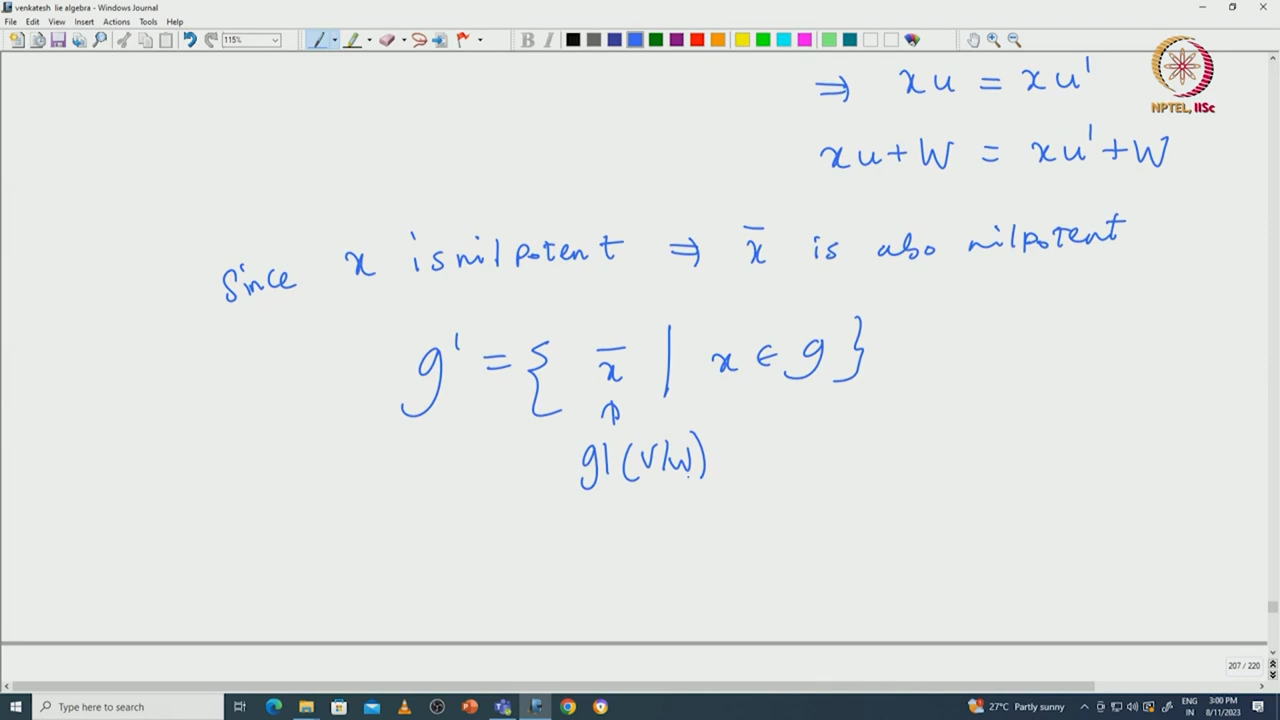 venkatesh lie algebra - Windows Journal
File Edit View Insert Actions Tools Help
115%
B I
⇒ xu = xu'
NPTEL, IISc
xu+W = xu'+W
Since x is nilpotent ⇒ x̄ is also nilpotent
g' = { x̄ | x ∈ g }
↑
gl(V/W)
207 / 220
Type here to search
27°C Partly sunny
ENG
IN
3:00 PM
8/11/2023